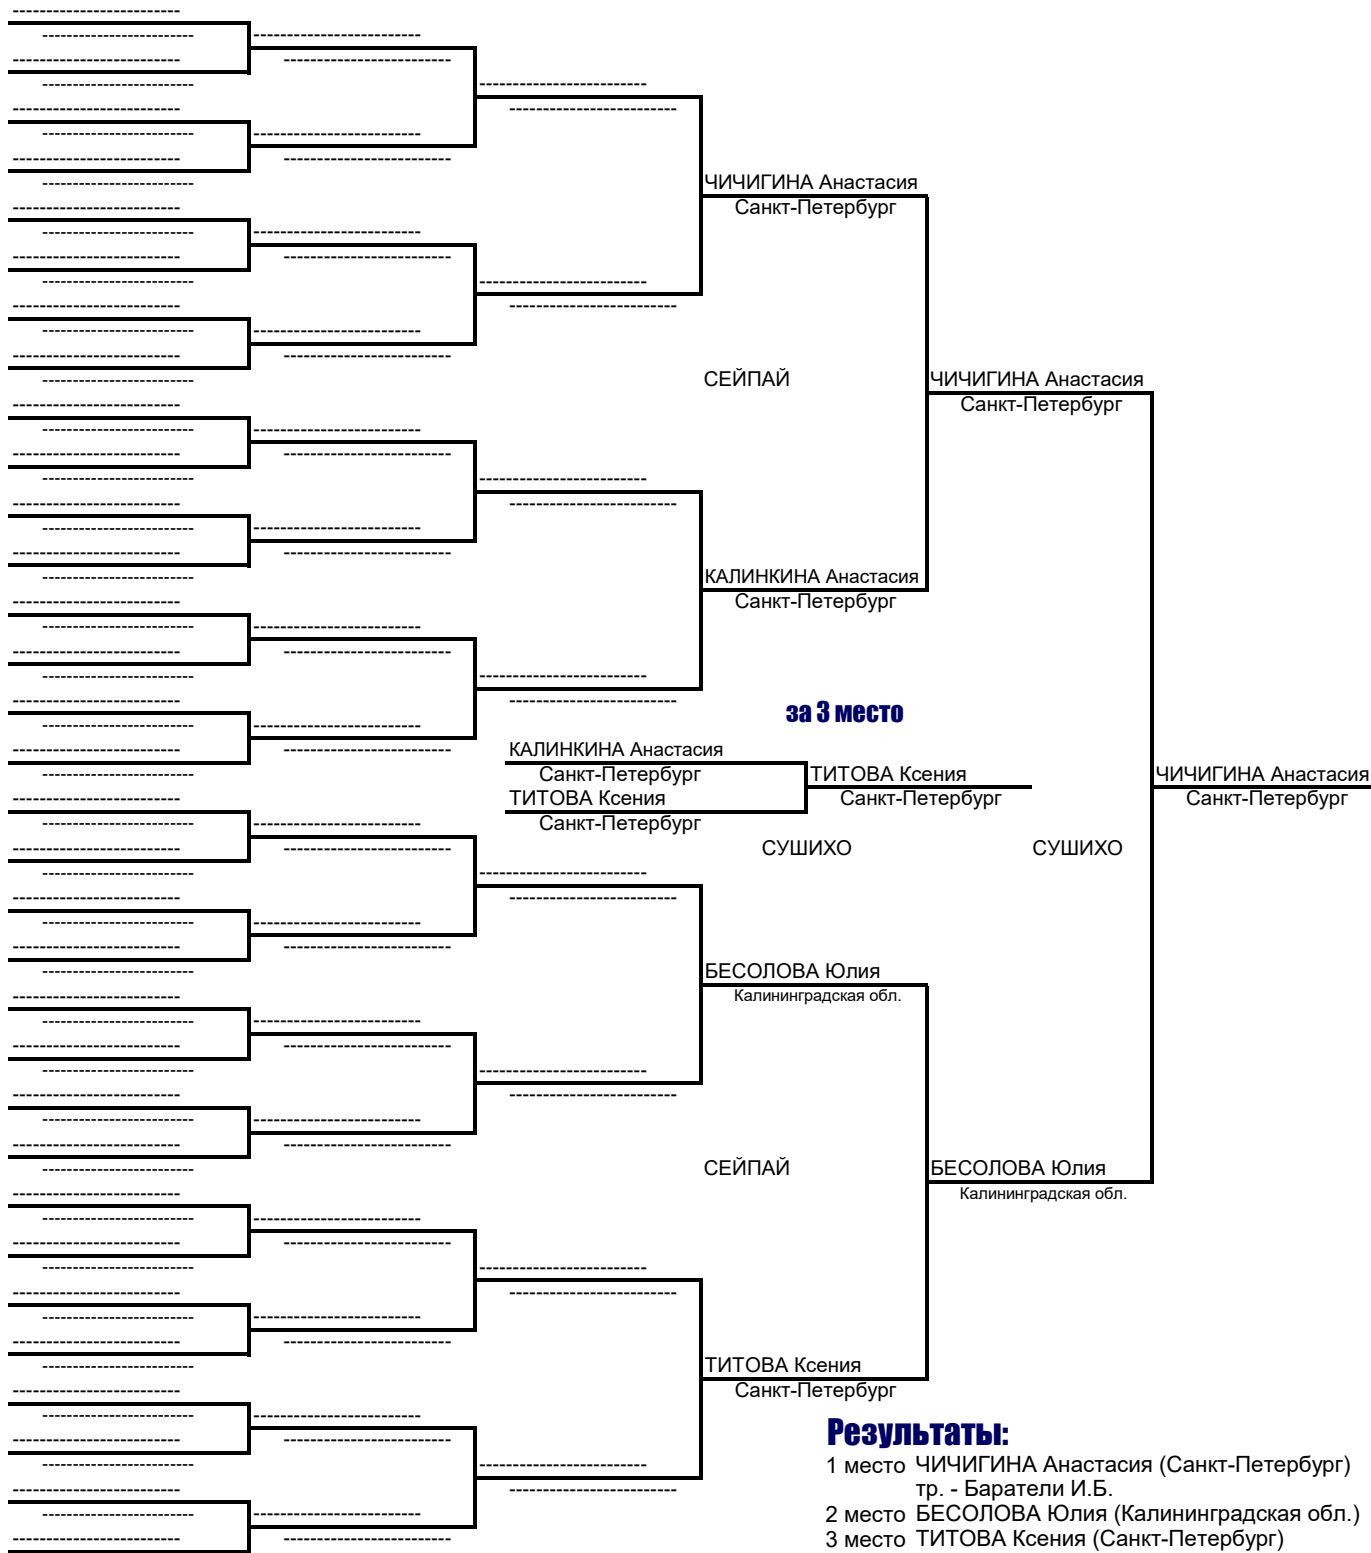 ЧИЧИГИНА Анастасия
Санкт-Петербург
СЕЙПАЙ
ЧИЧИГИНА Анастасия
Санкт-Петербург
КАЛИНКИНА Анастасия
Санкт-Петербург
за 3 место
КАЛИНКИНА Анастасия
Санкт-Петербург
ТИТОВА Ксения
Санкт-Петербург
ТИТОВА Ксения
Санкт-Петербург
ЧИЧИГИНА Анастасия
Санкт-Петербург
СУШИХО
СУШИХО
БЕСОЛОВА Юлия
Калининградская обл.
СЕЙПАЙ
БЕСОЛОВА Юлия
Калининградская обл.
ТИТОВА Ксения
Санкт-Петербург
Результаты:
1 место ЧИЧИГИНА Анастасия (Санкт-Петербург)
тр. - Баратели И.Б.
2 место БЕСОЛОВА Юлия (Калининградская обл.)
3 место ТИТОВА Ксения (Санкт-Петербург)